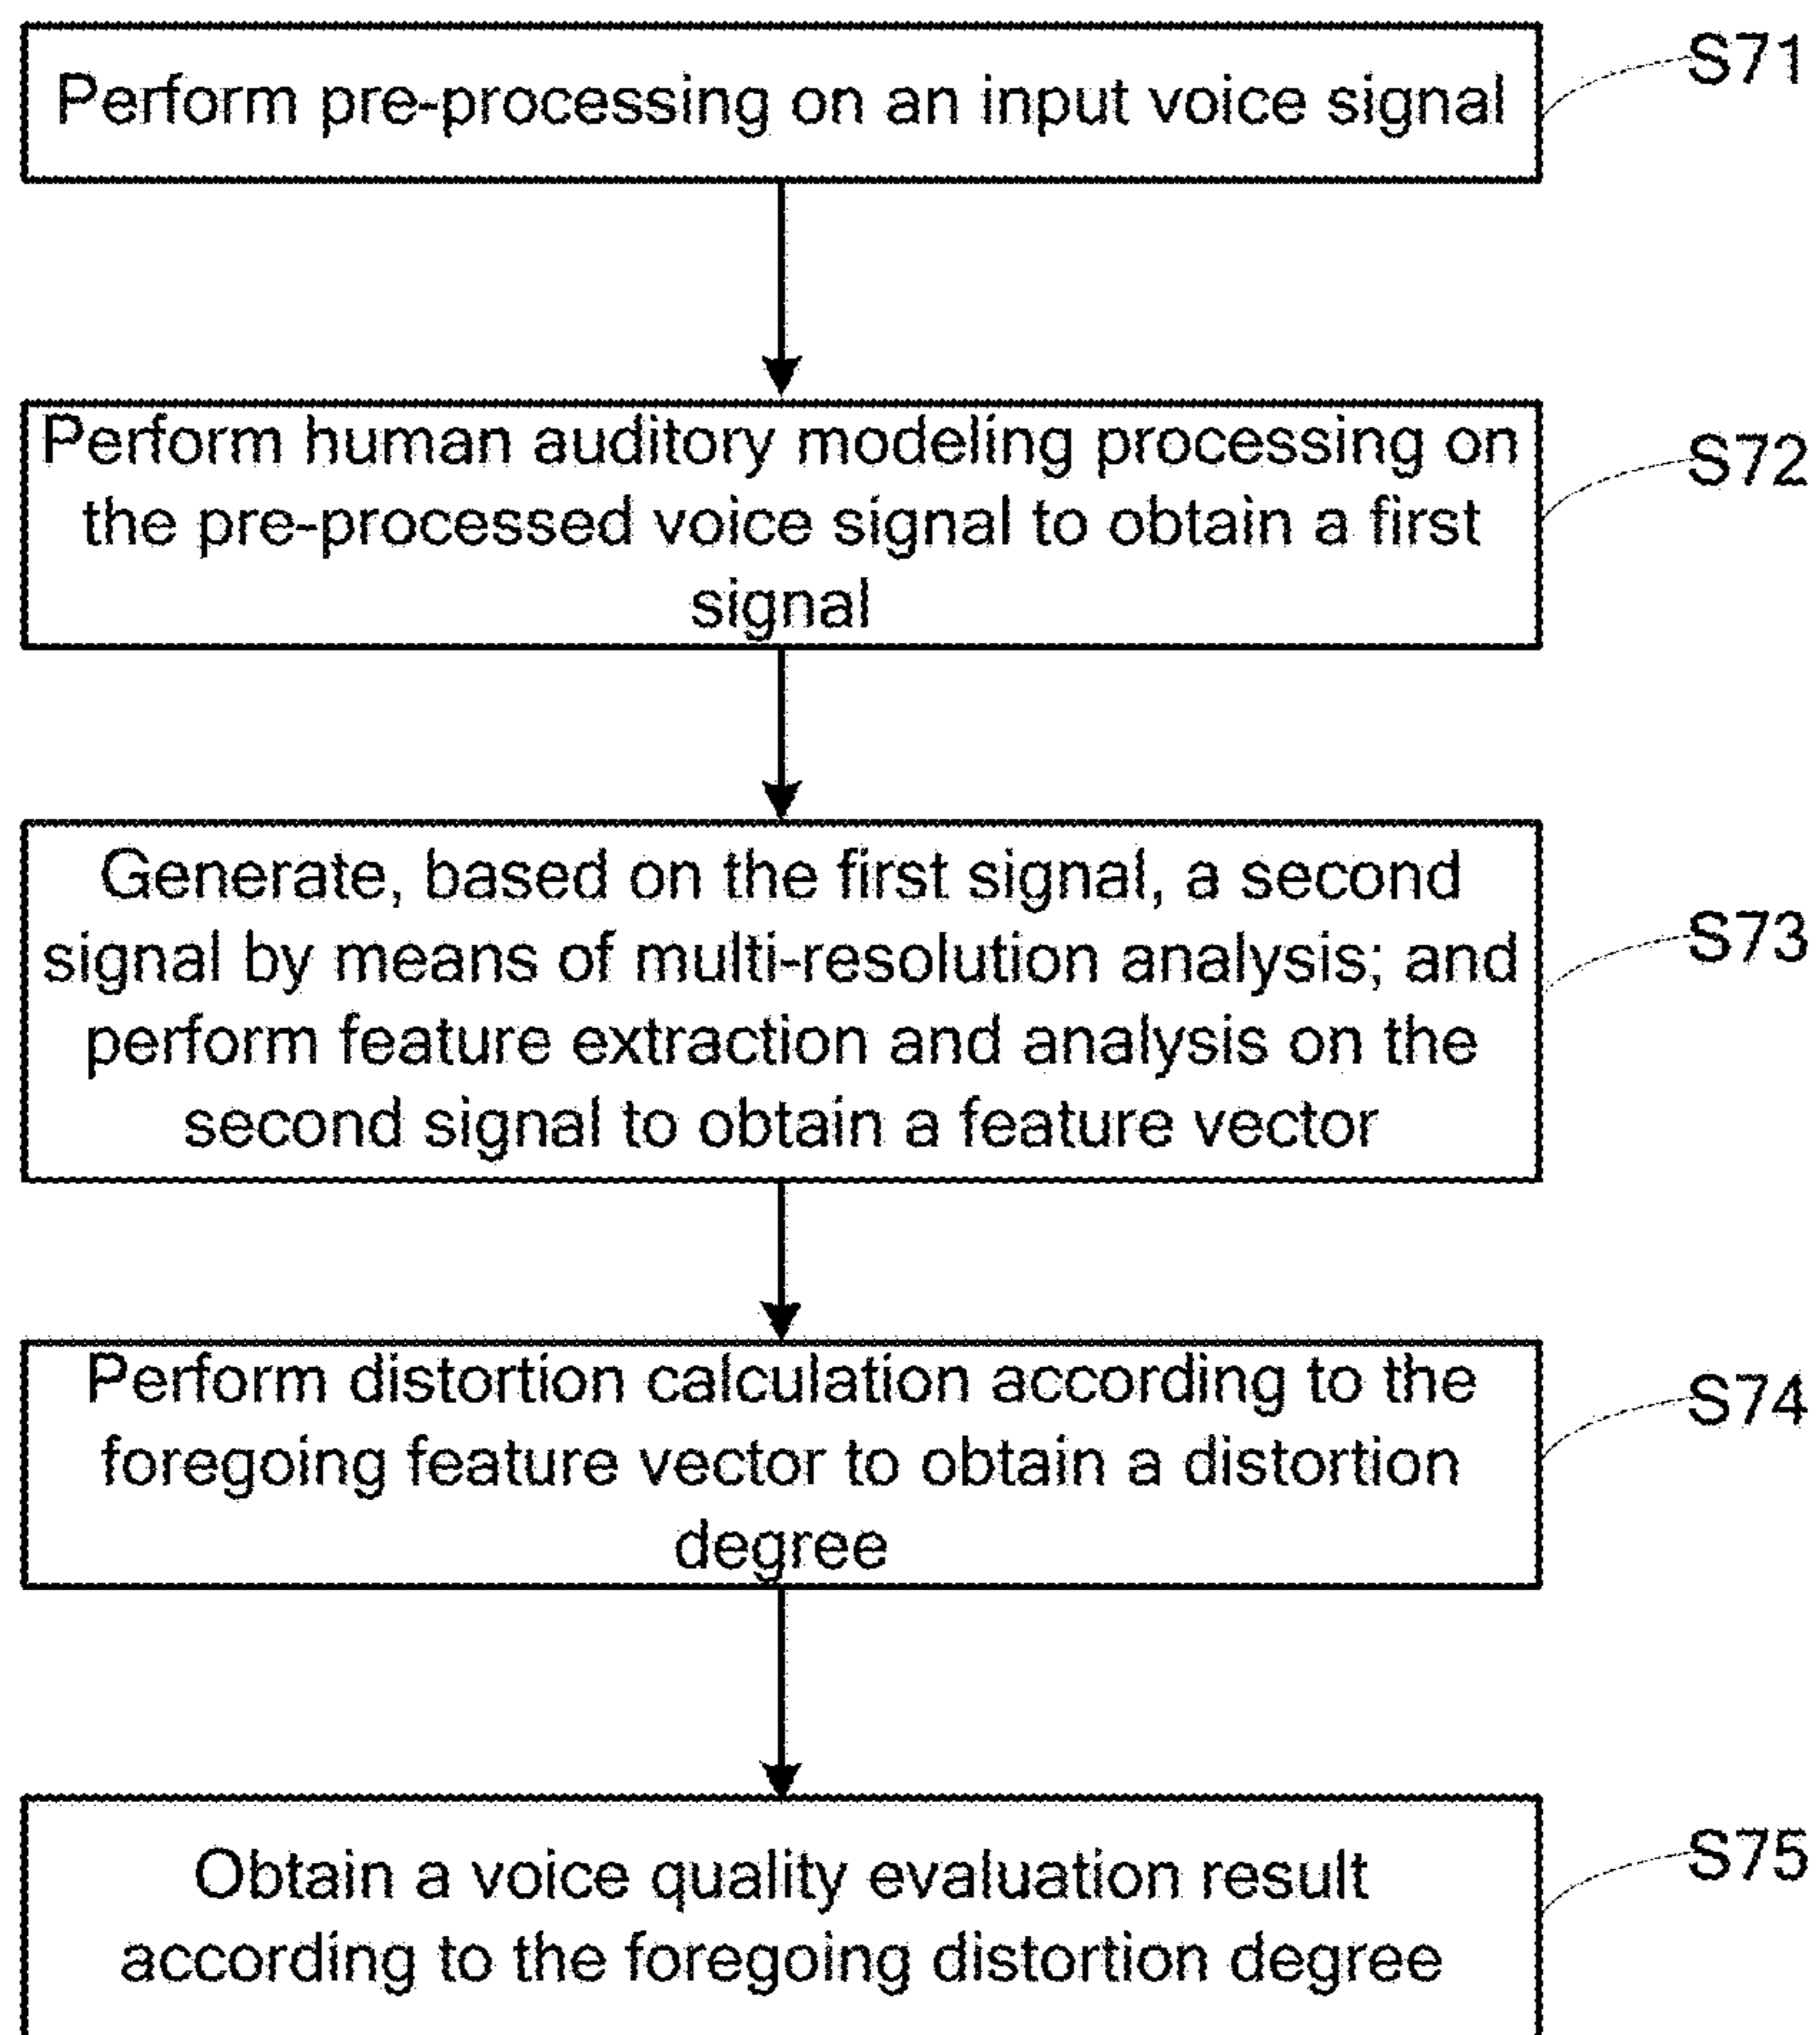 Perform pre-processing on an input voice signal
S71
Perform human auditory modeling processing on
the pre-processed voice signal to obtain a first
signal
S72
Generate, based on the first signal, a second
signal by means of multi-resolution analysis; and
perform feature extraction and analysis on the
second signal to obtain a feature vector
S73
Perform distortion calculation according to the
foregoing feature vector to obtain a distortion
degree
S74
Obtain a voice quality evaluation result
according to the foregoing distortion degree
S75